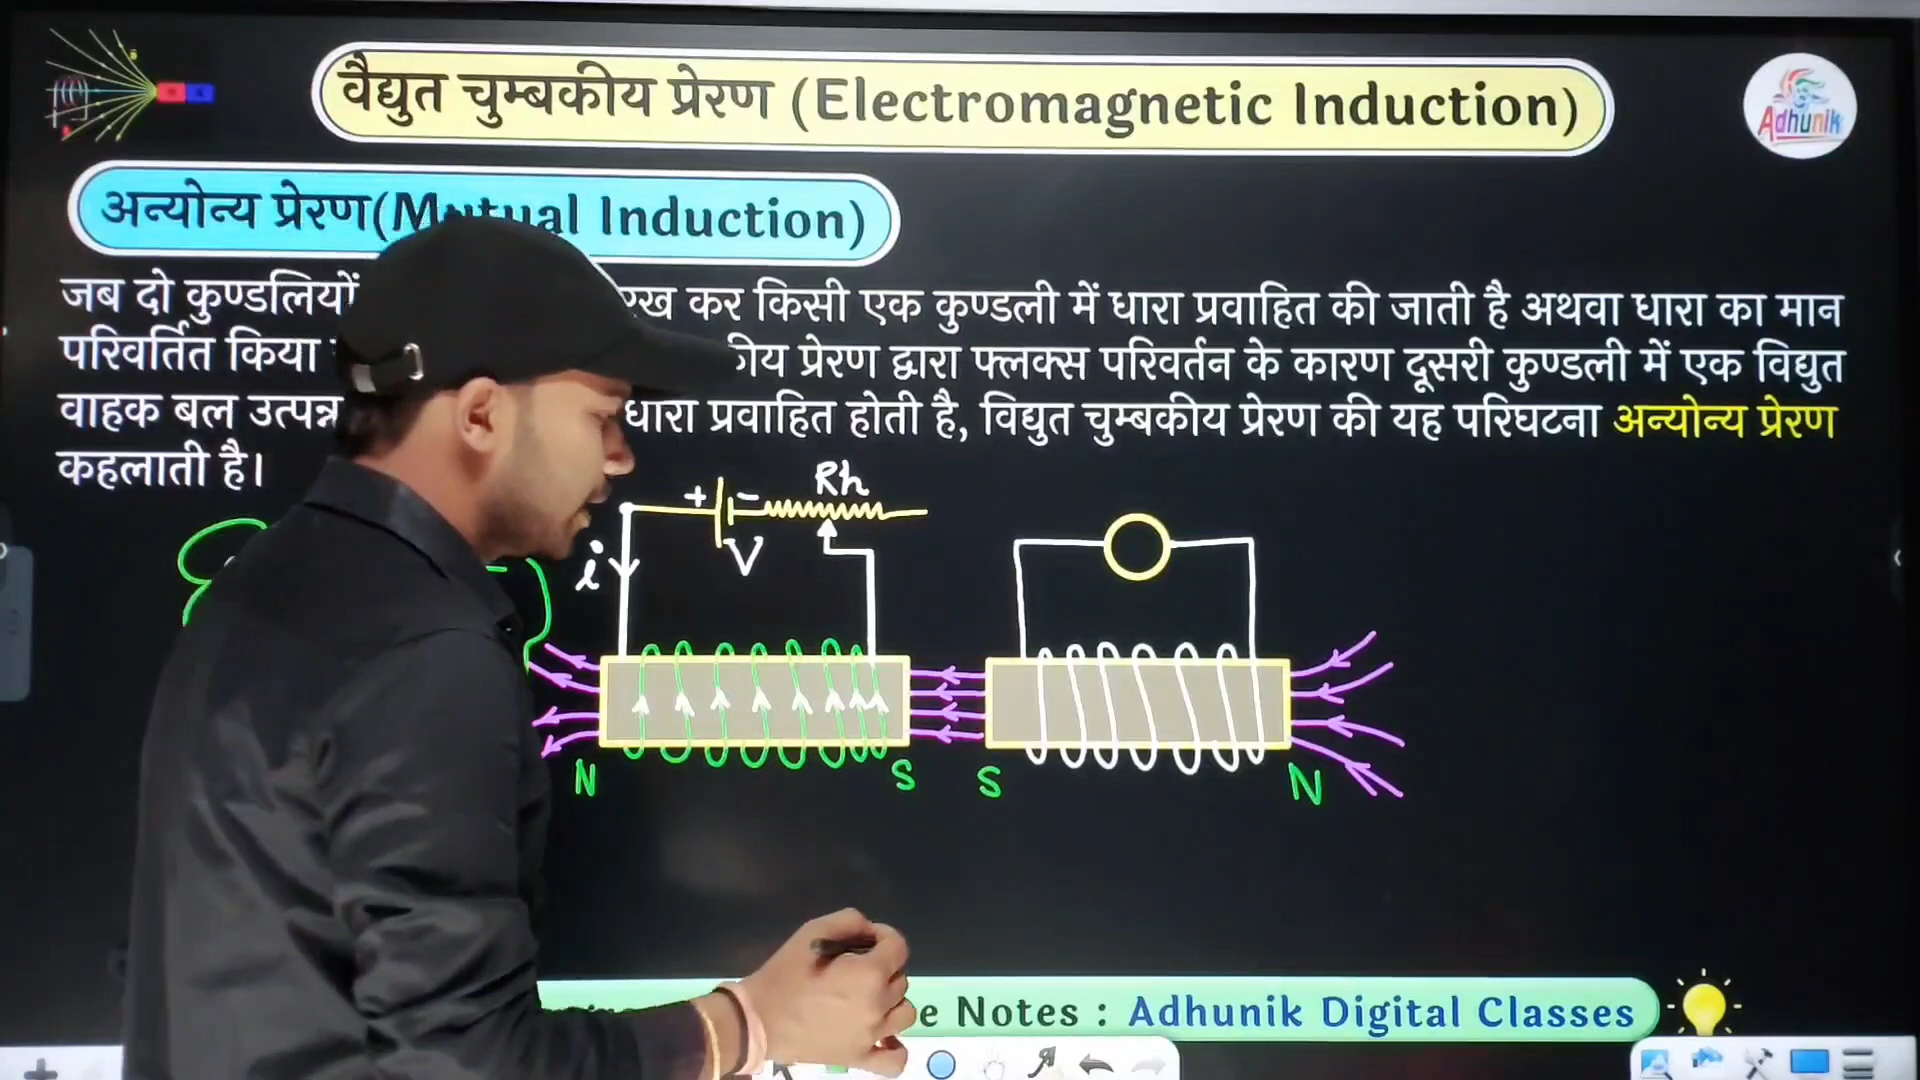 वैद्युत चुम्बकीय प्रेरण (Electromagnetic Induction)
Adhunik
अन्योन्य प्रेरण(Mutual Induction)
जब दो कुण्डलियों रख कर किसी एक कुण्डली में धारा प्रवाहित की जाती है अथवा धारा का मान
परिवर्तित किया प्रेरण द्वारा फ्लक्स परिवर्तन के कारण दूसरी कुण्डली में एक विद्युत
वाहक बल उत्पन्न धारा प्रवाहित होती है, विद्युत चुम्बकीय प्रेरण की यह परिघटना अन्योन्य प्रेरण
कहलाती है।
Rh
+ -
i V
N S S N
Notes : Adhunik Digital Classes